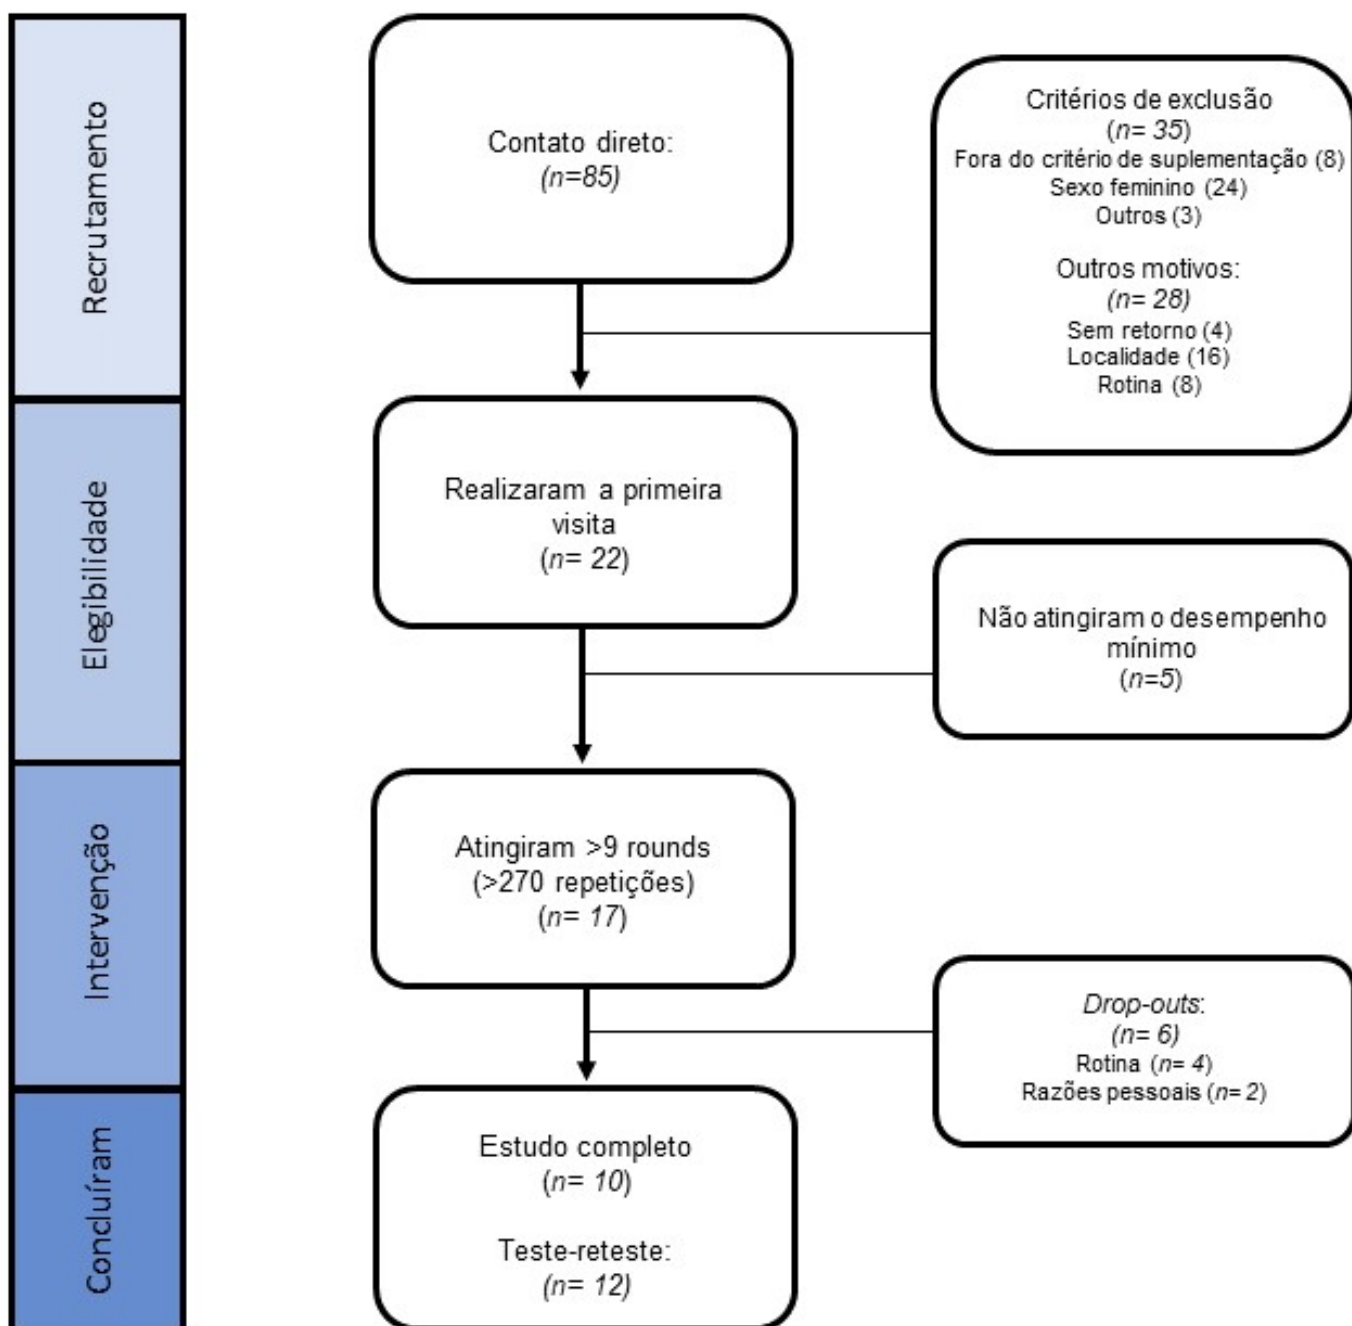 Recrutamento
Contato direto:
(n=85)
Critérios de exclusão
(n= 35)
Fora do critério de suplementação (8)
Sexo feminino (24)
Outros (3)
Outros motivos:
(n= 28)
Sem retorno (4)
Localidade (16)
Rotina (8)
Elegibilidade
Realizaram a primeira
visita
(n= 22)
Não atingiram o desempenho
mínimo
(n=5)
Intervenção
Atingiram >9 rounds
(>270 repetições)
(n= 17)
Drop-outs:
(n= 6)
Rotina (n= 4)
Razões pessoais (n= 2)
Concluíram
Estudo completo
(n= 10)
Teste-reteste:
(n= 12)